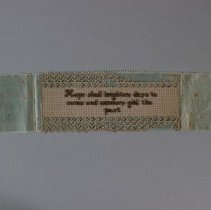 Hope shall brighten days to
come and memory gild the
past